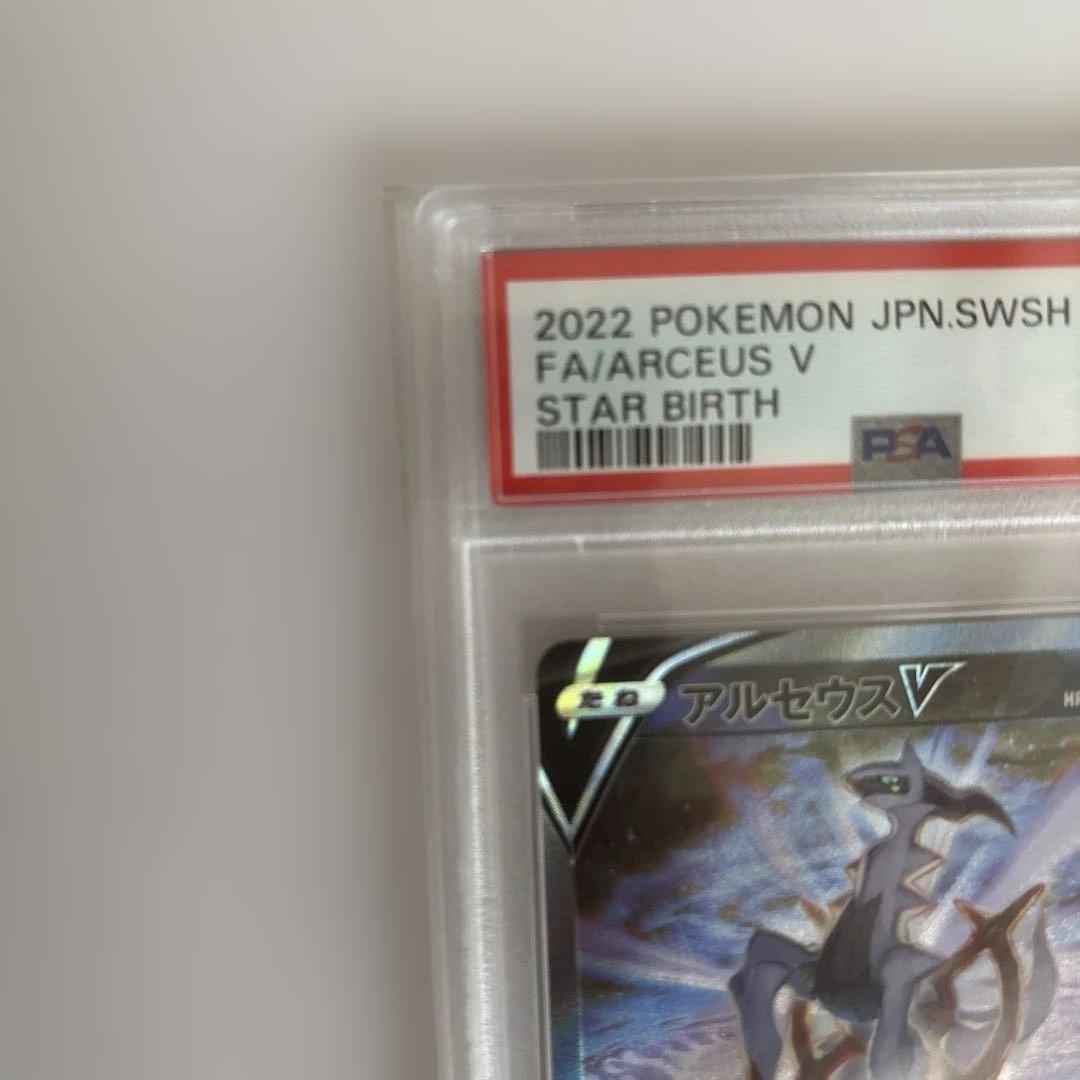 2022 POKEMON JPN.SWSH
FA/ARCEUS V
STAR BIRTH
PSA
たね アルセウスV